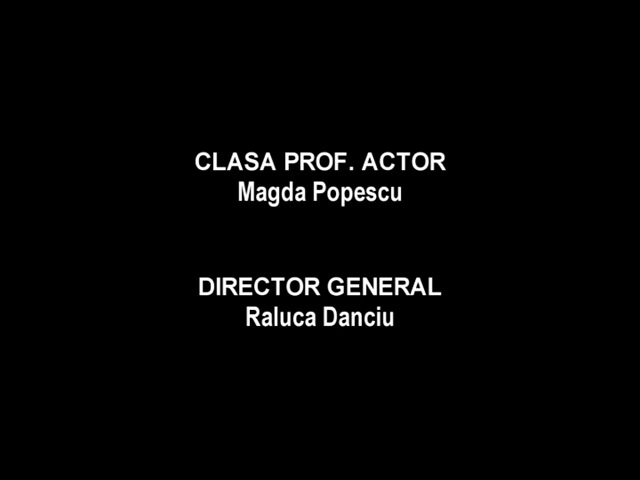 CLASA PROF. ACTOR
Magda Popescu
DIRECTOR GENERAL
Raluca Danciu